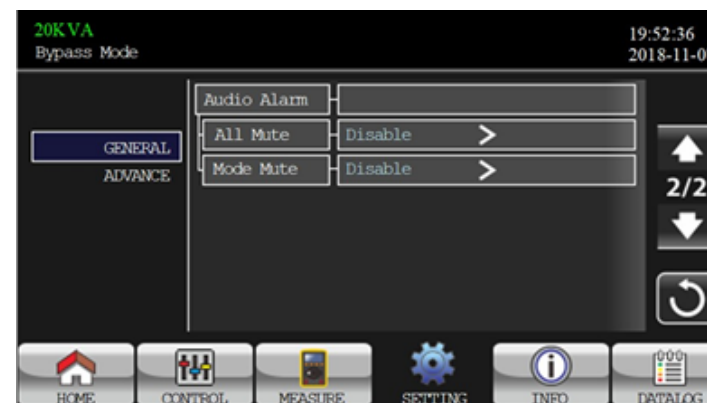 20KVA
Bypass Mode
19:52:36
2018-11-0
Audio Alarm
All Mute
Disable
Mode Mute
Disable
GENERAL
ADVANCE
2/2
HOME
CONTROL
MEASURE
SETTING
INFO
DATALOG